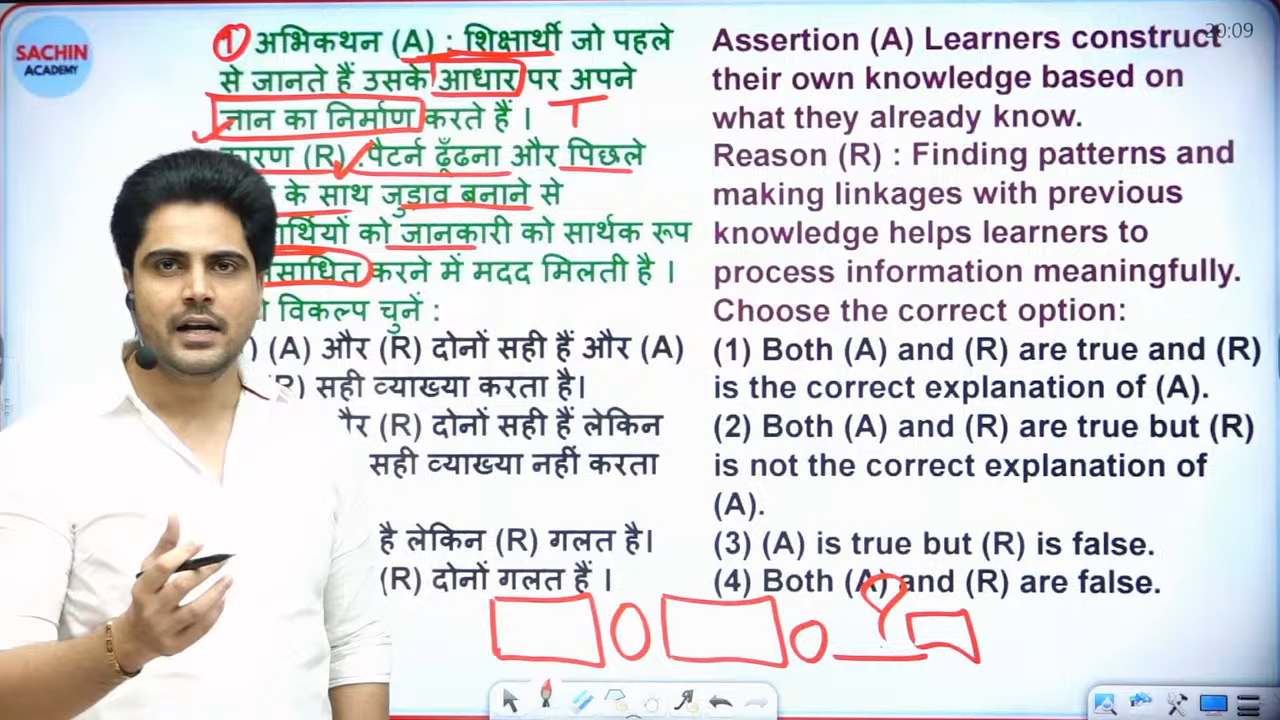 SACHIN
ACADEMY
20:09
1 अभिकथन (A) : शिक्षार्थी जो पहले
से जानते हैं उसके आधार पर अपने
ज्ञान का निर्माण करते हैं । T
कारण (R) पैटर्न ढूँढना और पिछले
के साथ जुड़ाव बनाने से
को जानकारी को सार्थक रूप
करने में मदद मिलती है ।
विकल्प चुनें :
(A) और (R) दोनों सही हैं और (A)
सही व्याख्या करता है।
(R) दोनों सही हैं लेकिन
सही व्याख्या नहीं करता
है लेकिन (R) गलत है।
(R) दोनों गलत हैं ।
Assertion (A) Learners construct
their own knowledge based on
what they already know.
Reason (R) : Finding patterns and
making linkages with previous
knowledge helps learners to
process information meaningfully.
Choose the correct option:
(1) Both (A) and (R) are true and (R)
is the correct explanation of (A).
(2) Both (A) and (R) are true but (R)
is not the correct explanation of
(A).
(3) (A) is true but (R) is false.
(4) Both (A) and (R) are false.
?